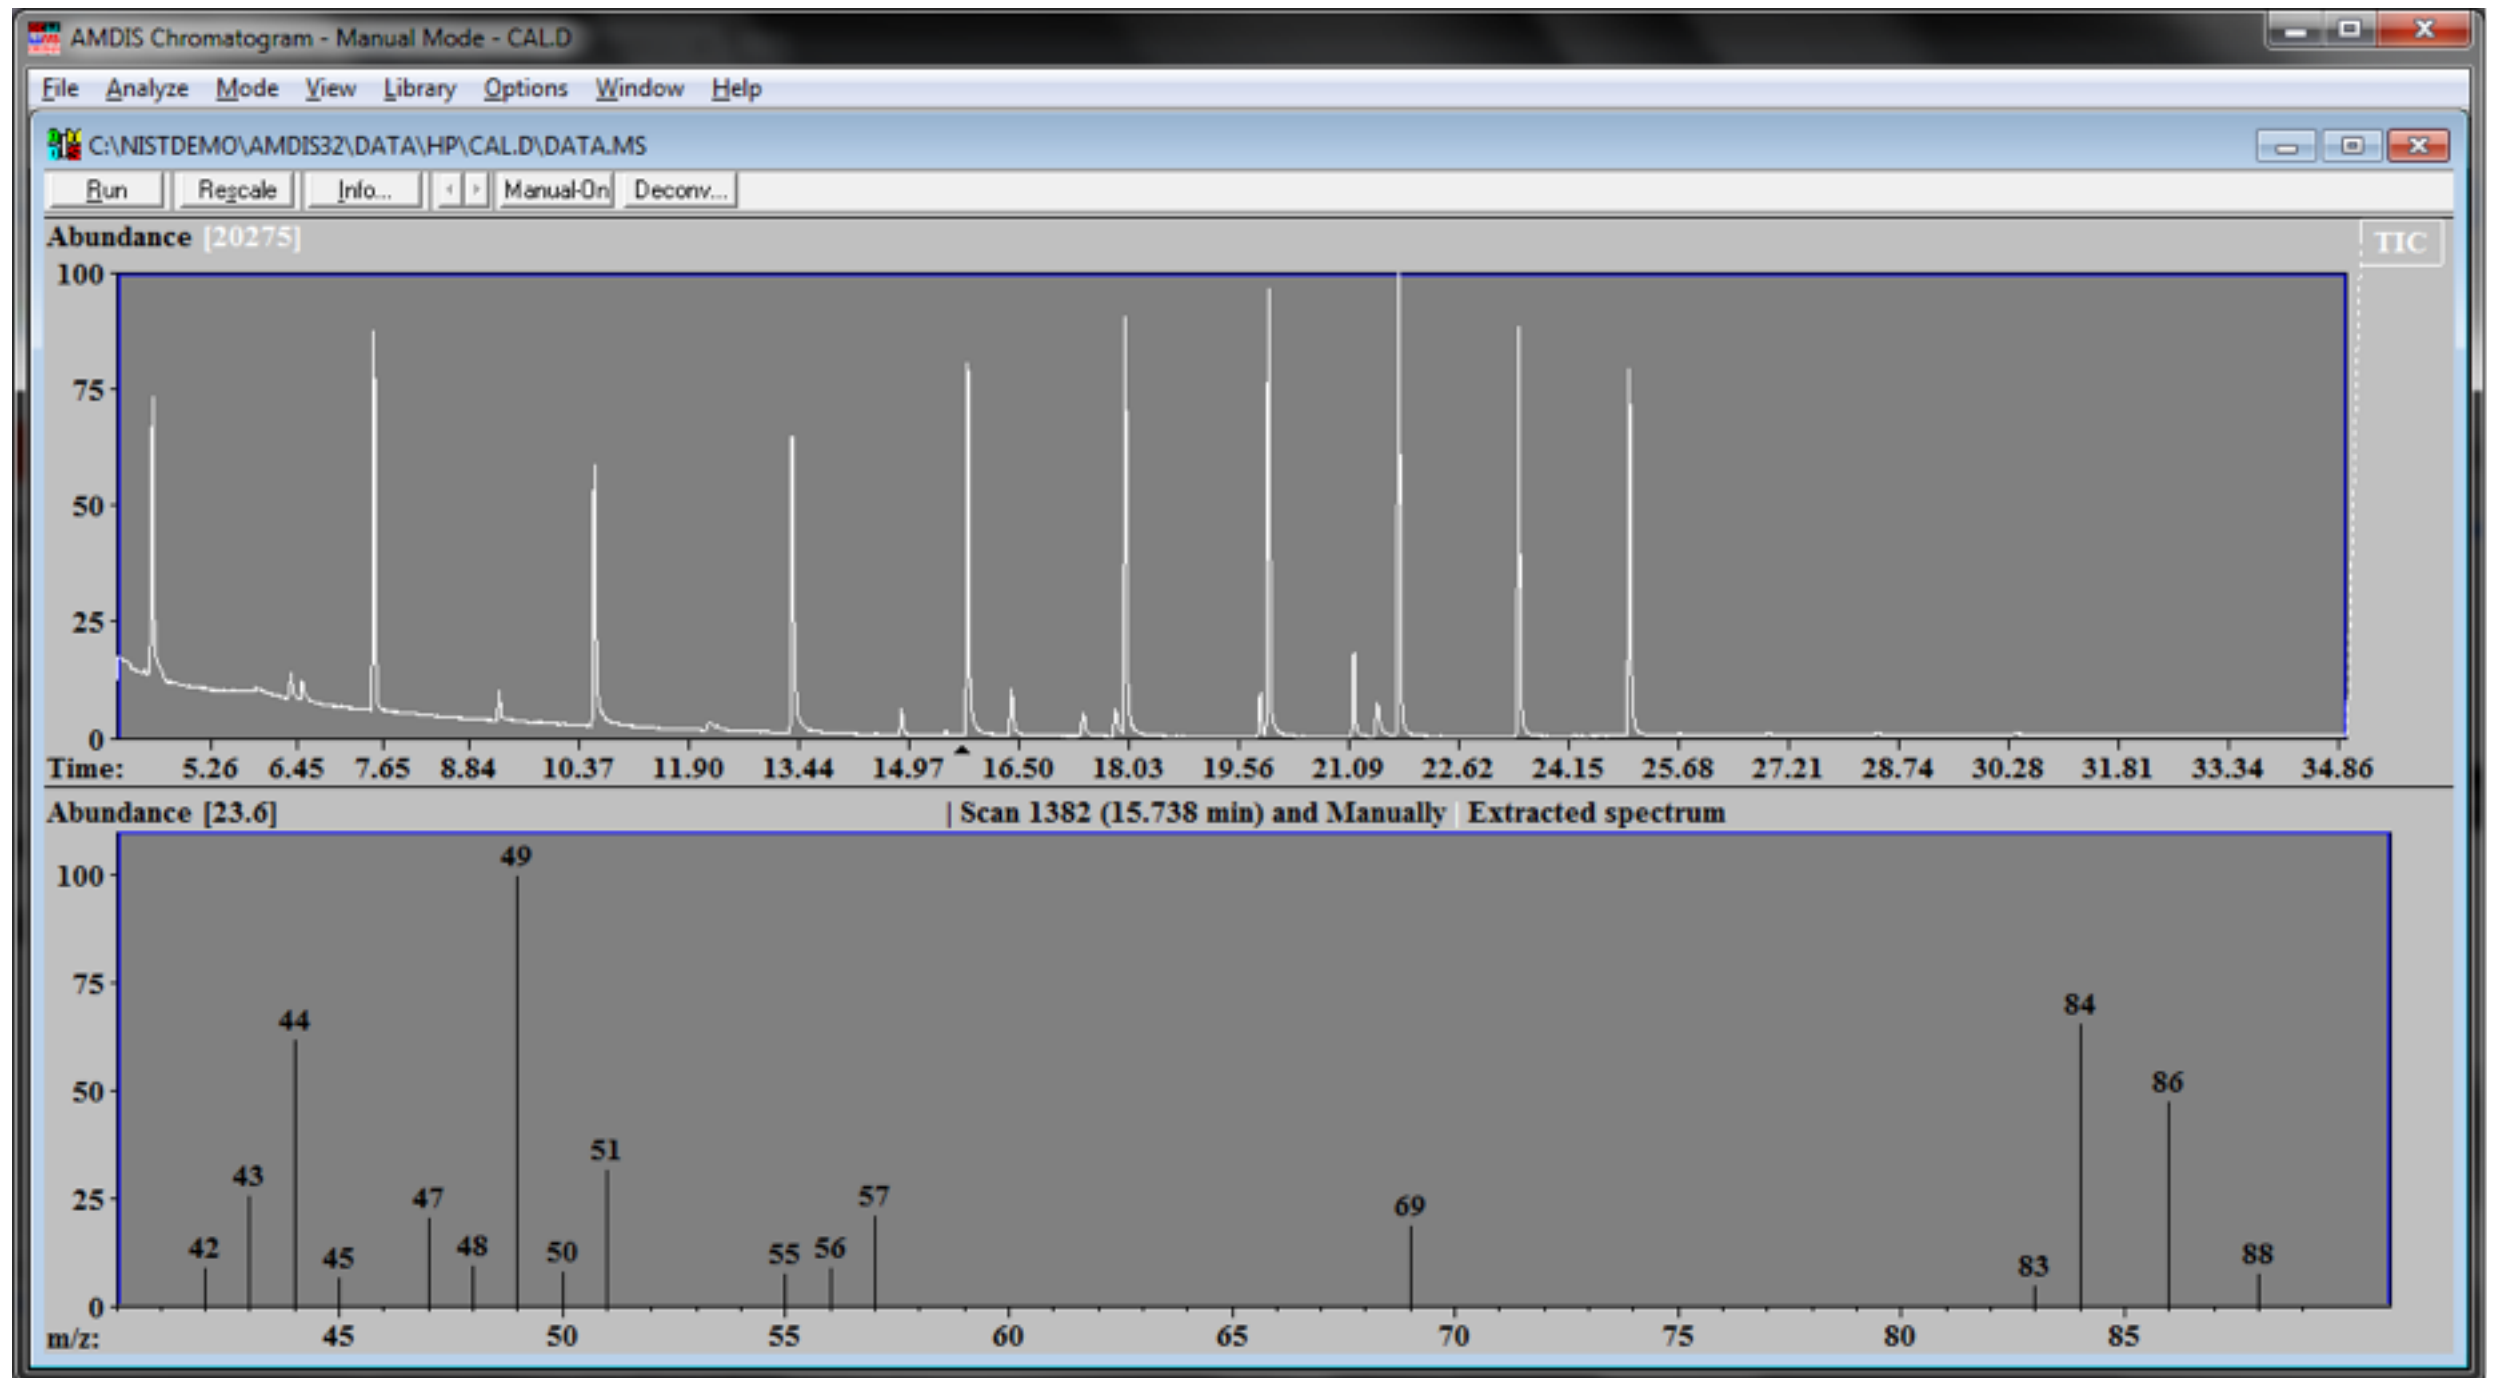 AMDIS Chromatogram - Manual Mode - CAL.D
File Analyze Mode View Library Options Window Help
C:\NISTDEMO\AMDIS32\DATA\HP\CAL.D\DATA.MS
Run Rescale Info... Manual-On Deconv...
Abundance [20275] TIC
100
75
50
25
0
Time: 5.26 6.45 7.65 8.84 10.37 11.90 13.44 14.97 16.50 18.03 19.56 21.09 22.62 24.15 25.68 27.21 28.74 30.28 31.81 33.34 34.86
Abundance [23.6] | Scan 1382 (15.738 min) and Manually | Extracted spectrum
49
100
84
75
44
86
50
51
43
47 57
69
25
42 48 50 55 56 88
45 83
0
m/z: 45 50 55 60 65 70 75 80 85